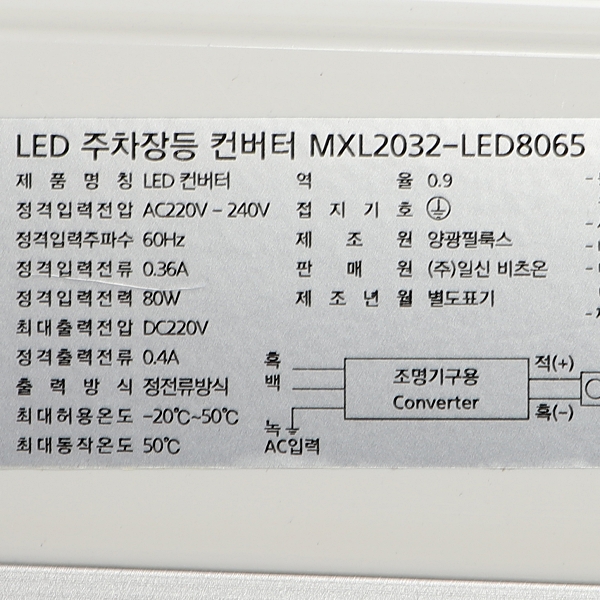 LED 주차장등 컨버터 MXL2032-LED8065
제 품 명 칭 LED 컨버터
정격입력전압 AC220V – 240V
정격입력주파수 60Hz
정격입력전류 0.36A
정격입력전력 80W
최대출력전압 DC220V
정격출력전류 0.4A
출 력 방 식 정전류방식
최대허용온도 -20℃~50℃
최대동작온도 50℃
역 율 0.9
접 지 기 호
제 조 원 양광필룩스
판 매 원 (주)일신 비츠온
제 조 년 월 별도표기
흑
백
녹
AC입력
조명기구용
Converter
적(+)
흑(-)